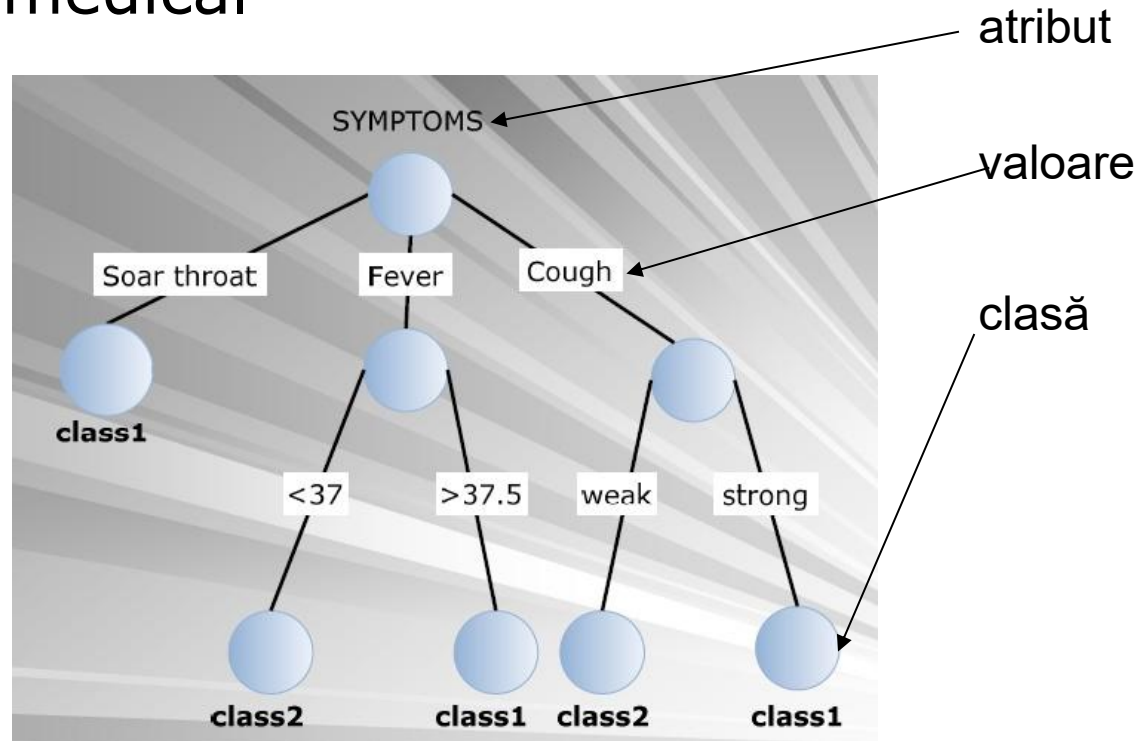 medical
atribut
SYMPTOMS
valoare
Soar throat
Fever
Cough
clasă
class1
<37
>37.5
weak
strong
class2
class1
class2
class1